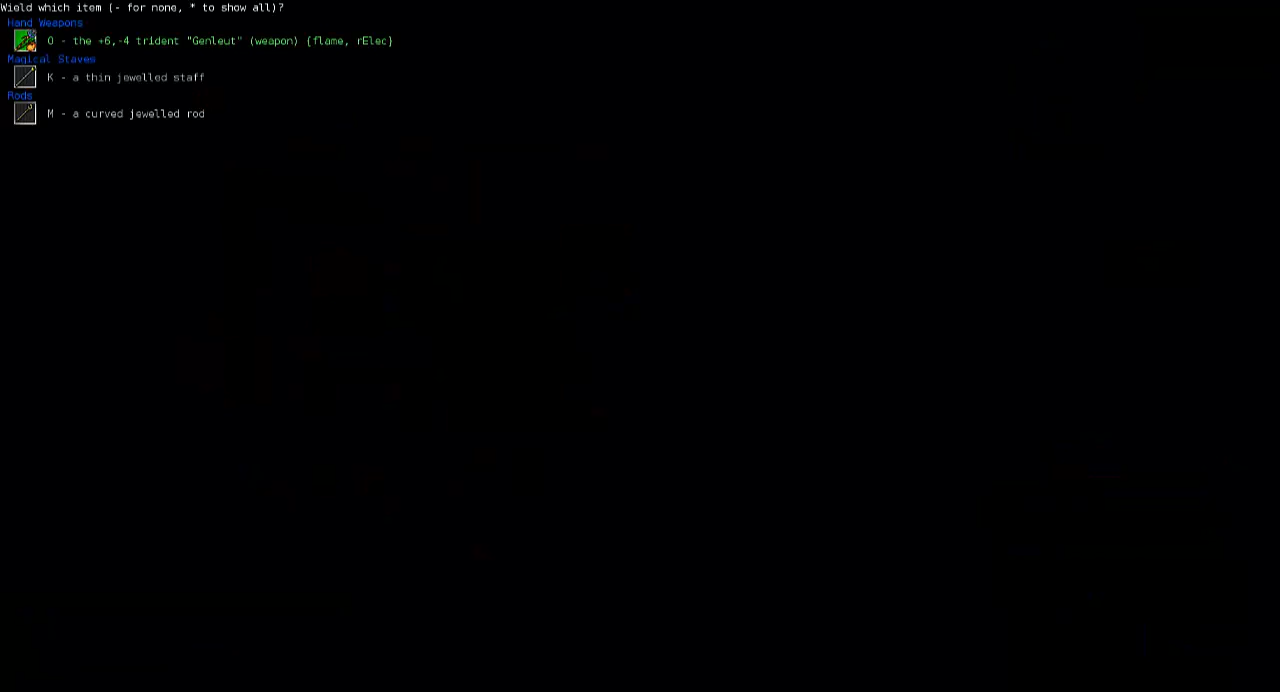 Wield which item (- for none, * to show all)?
Hand Weapons
O - the +6,-4 trident "Genleut" (weapon) {flame, rElec}
Magical Staves
K - a thin jewelled staff
Rods
M - a curved jewelled rod